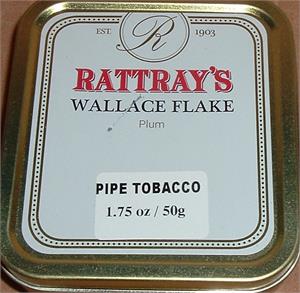 EST R 1903
RATTRAY'S
WALLACE FLAKE
Plum
PIPE TOBACCO
1.75 oz / 50g